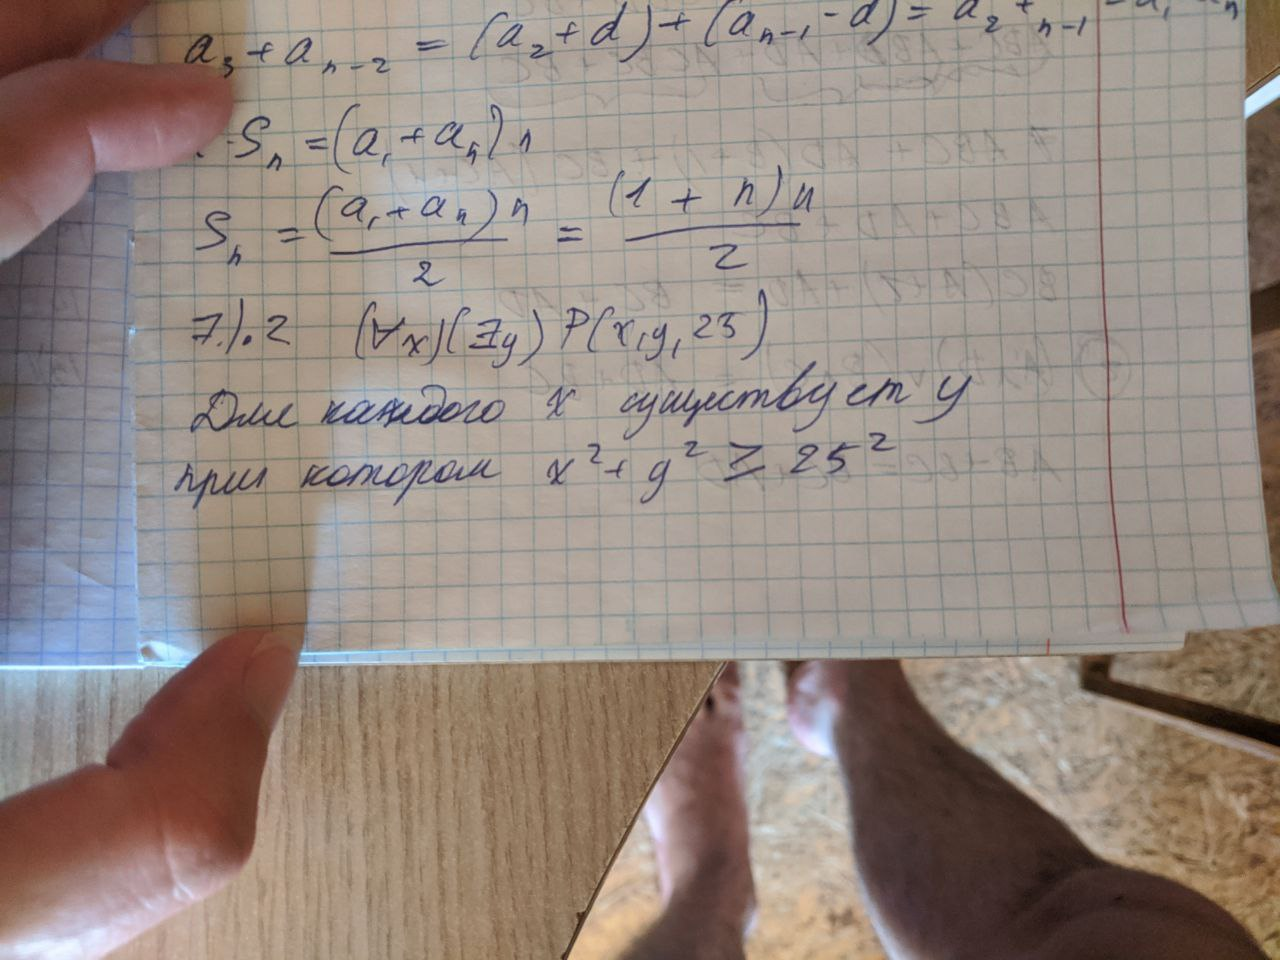 a₃ + aₙ₋₂ = (a₂ + d) + (aₙ₋₁ - d) = a₂ + ₙ₋₁ = a₁ aₙ
· Sₙ = (a₁ + aₙ) n
Sₙ = (a₁ + aₙ) n / 2 = (1 + n) n / 2
7.).2 (∀x)(∃y) P(x, y, 25)
Для каждого x существует y
при котором x² + y² ≥ 25²